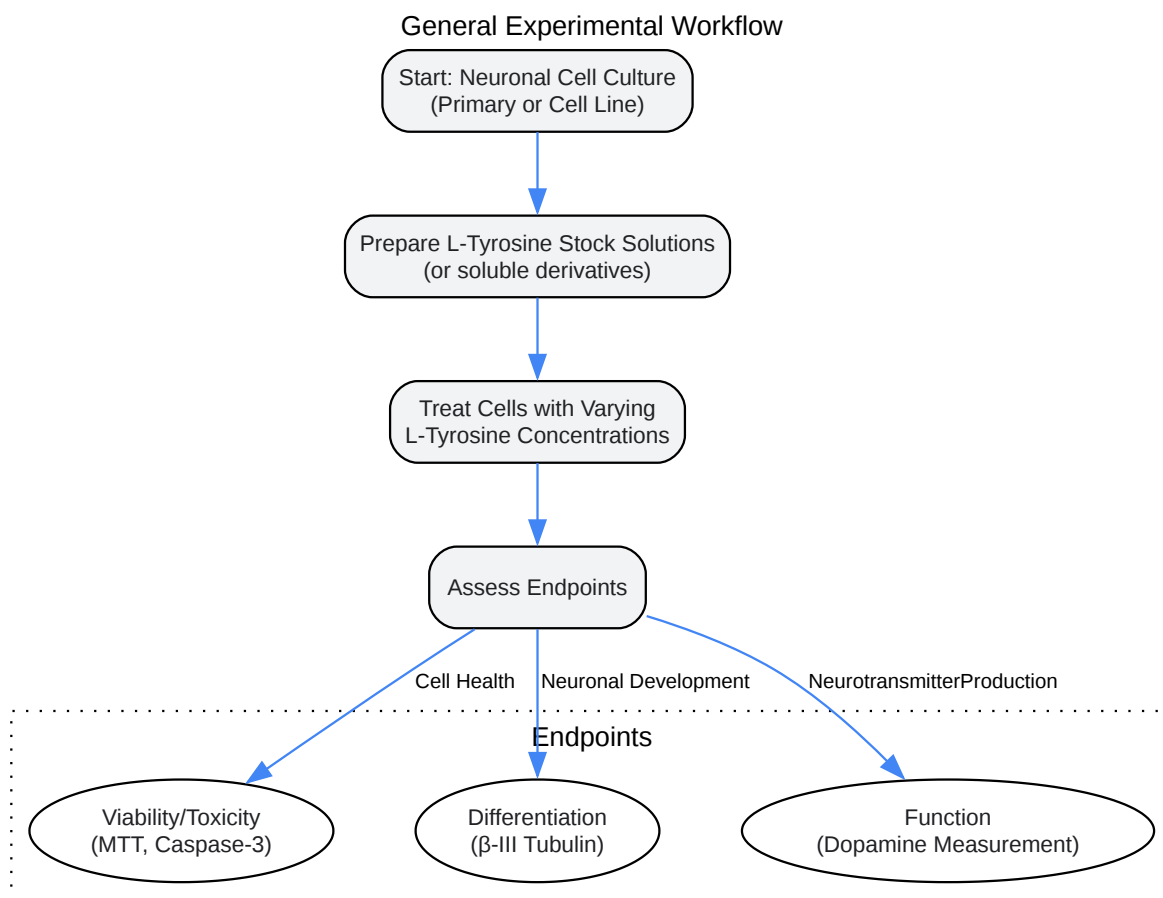 General Experimental Workflow
Start: Neuronal Cell Culture
(Primary or Cell Line)
Prepare L-Tyrosine Stock Solutions
(or soluble derivatives)
Treat Cells with Varying
L-Tyrosine Concentrations
Assess Endpoints
Cell Health
Neuronal Development
NeurotransmitterProduction
Endpoints
Viability/Toxicity
(MTT, Caspase-3)
Differentiation
(β-III Tubulin)
Function
(Dopamine Measurement)